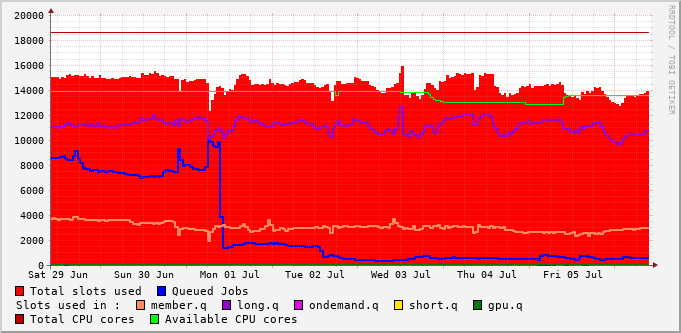 20000
18000
16000
14000
12000
10000
8000
6000
4000
2000
0
Sat 29 Jun Sun 30 Jun Mon 01 Jul Tue 02 Jul Wed 03 Jul Thu 04 Jul Fri 05 Jul
Total slots used Queued Jobs
Slots used in : member.q long.q ondemand.q short.q gpu.q
Total CPU cores Available CPU cores
RRDTOOL / TOBI OETIKER